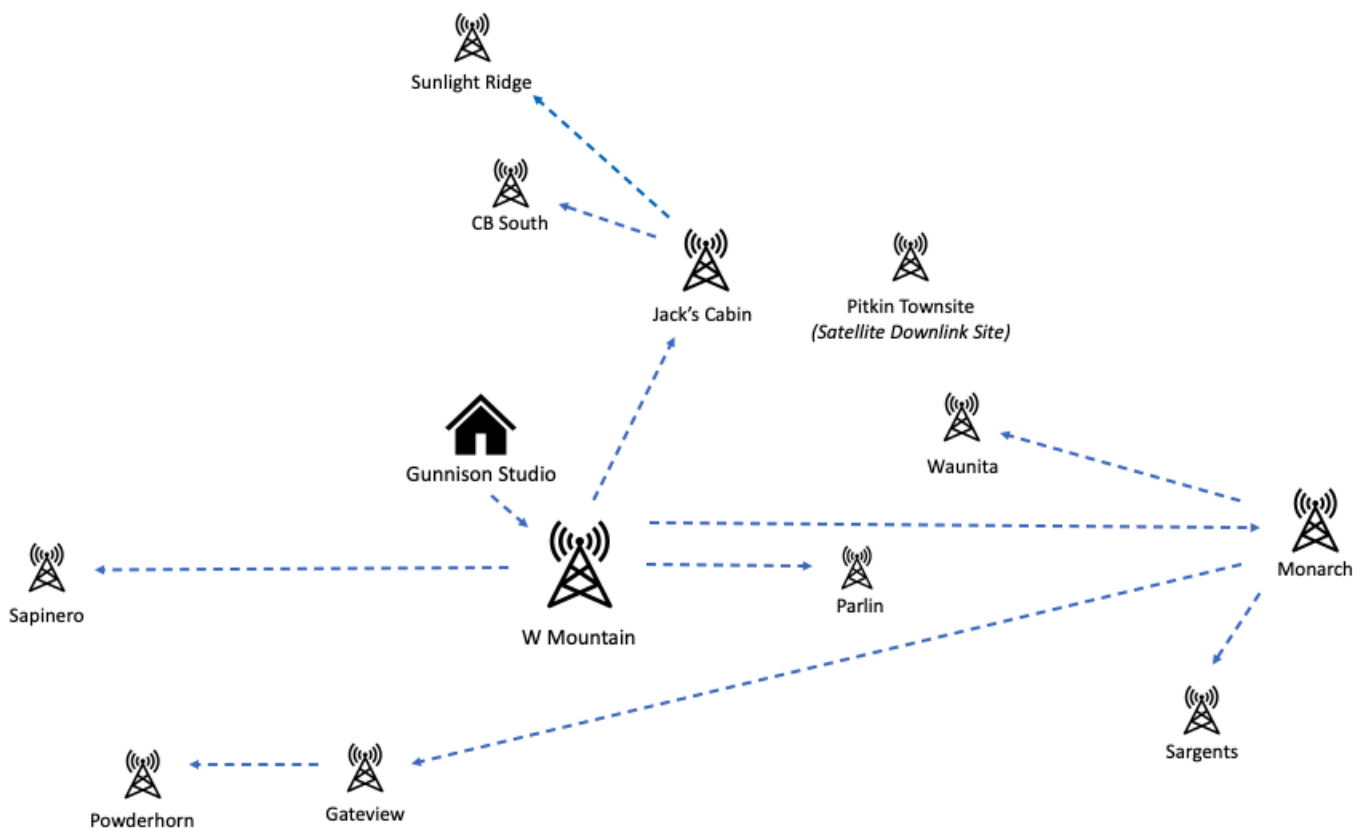 Sunlight Ridge
CB South
Jack’s Cabin
Pitkin Townsite
(Satellite Downlink Site)
Gunnison Studio
Waunita
Monarch
Sapinero
Parlin
W Mountain
Sargents
Powderhorn
Gateview